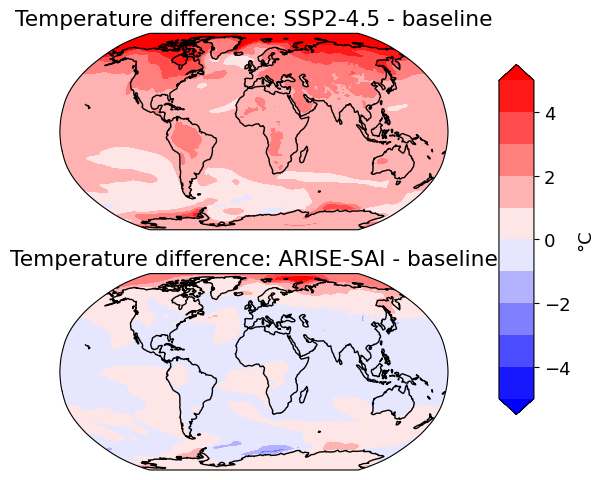 Temperature difference: SSP2-4.5 - baseline
4
2
0
−2
−4
°C
Temperature difference: ARISE-SAI - baseline